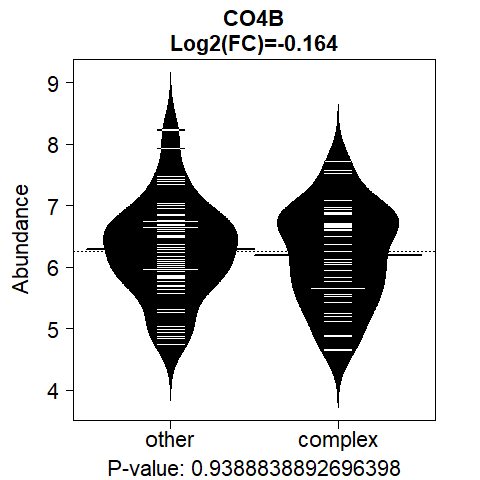 CO4B
Log2(FC)=-0.164
Abundance
9
8
7
6
5
4
other complex
P-value: 0.9388838892696398